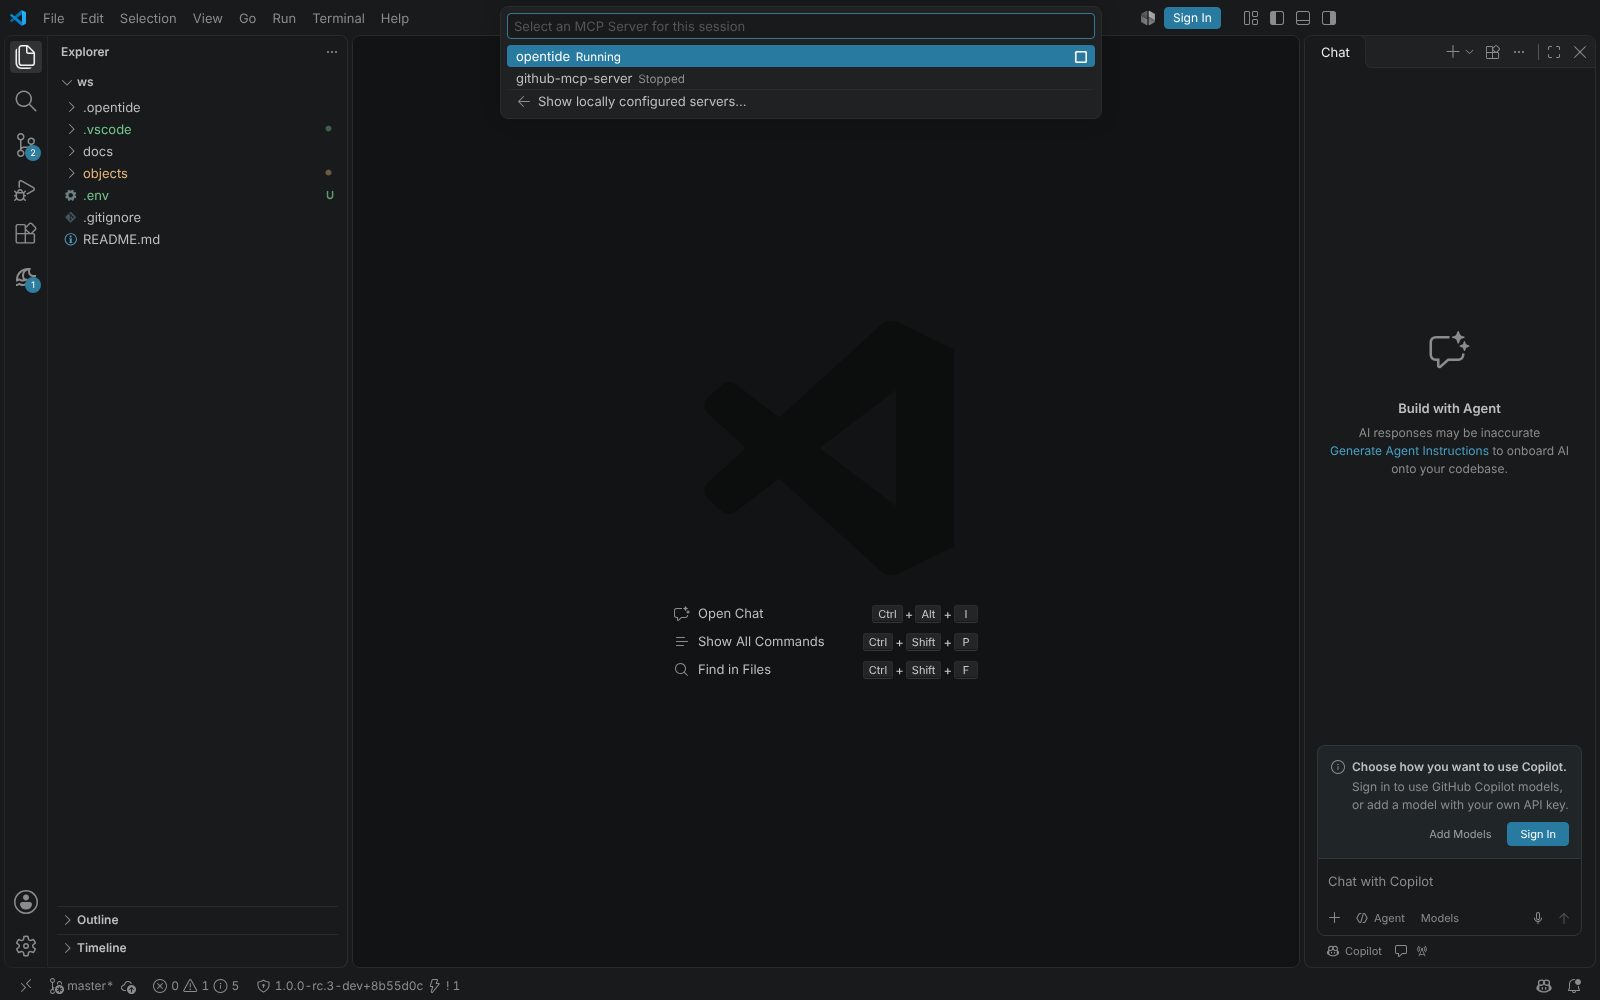 File Edit Selection View Go Run Terminal Help
Select an MCP Server for this session
Sign In
opentide Running
github-mcp-server Stopped
Show locally configured servers...
Explorer
ws
.opentide
.vscode
docs
objects
.env U
.gitignore
README.md
2
1
Outline
Timeline
Open Chat Ctrl + Alt + I
Show All Commands Ctrl + Shift + P
Find in Files Ctrl + Shift + F
Chat
Build with Agent
AI responses may be inaccurate
Generate Agent Instructions to onboard AI
onto your codebase.
Choose how you want to use Copilot.
Sign in to use GitHub Copilot models,
or add a model with your own API key.
Add Models Sign In
Chat with Copilot
Agent Models
Copilot
master* 0 1 5 1.0.0-rc.3-dev+8b55d0c ! 1